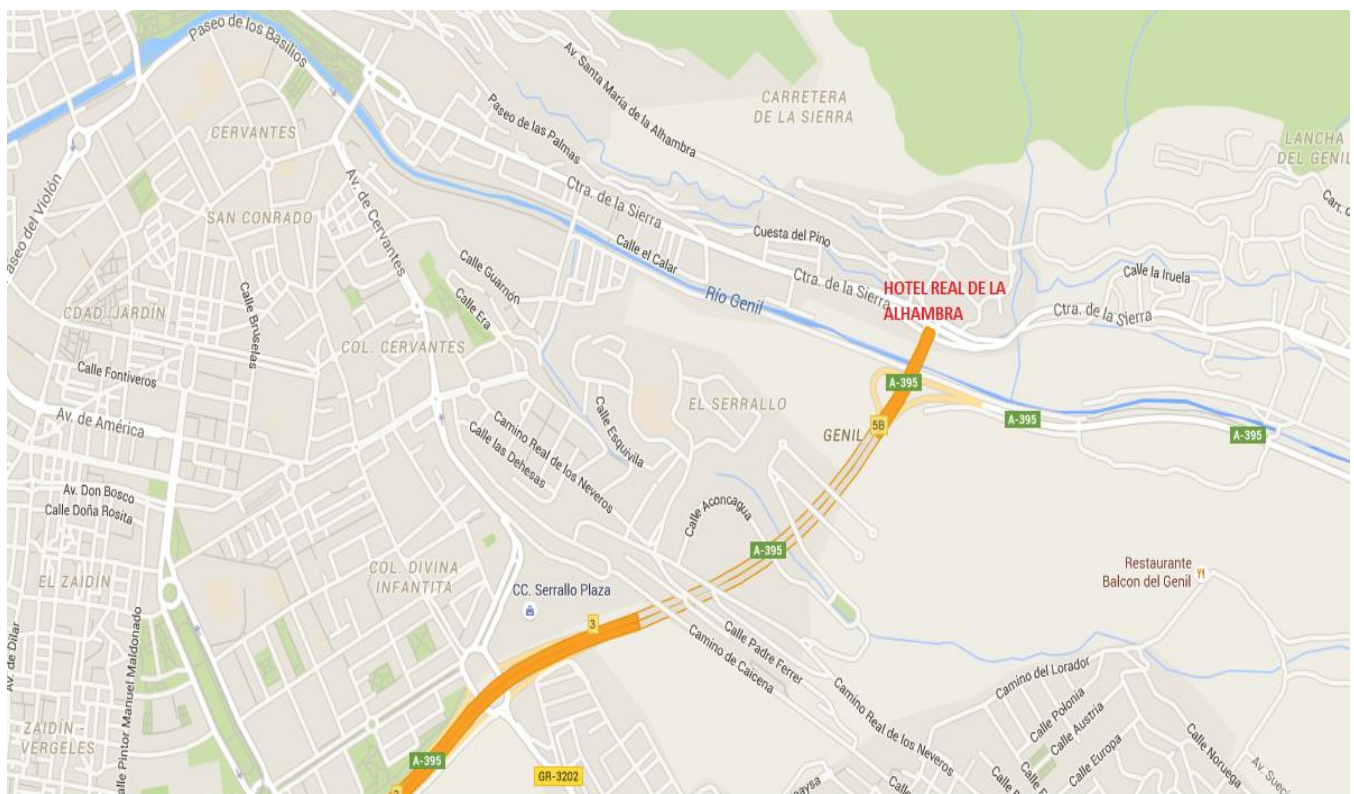 Paseo de los Basilios
Av. Santa María de la Alhambra
CARRETERA
DE LA SIERRA
Paseo de las Palmas
CERVANTES
LANCHA
DEL GENIL
Paseo del Violón
Av. de Cervantes
SAN CONRADO
Ctra. de la Sierra
Cuesta del Pino
Calle el Calar
Calle Guarnón
Calle Era
Río Genil
Ctra. de la Sierra
Calle la Iruela
HOTEL REAL DE LA
ALHAMBRA
Ctra. de la Sierra
CDAD. JARDÍN
Calle Bruselas
COL. CERVANTES
Calle Fontiveros
A-395
EL SERRALLO
Av. de América
Calle Esquivila
5B
GENIL
A-395
A-395
Camino Real de los Neveros
Calle las Dehesas
Av. Don Bosco
Calle Doña Rosita
Calle Aconcagua
A-395
EL ZAIDÍN
COL. DIVINA
INFANTITA
CC. Serrallo Plaza
Restaurante
Balcon del Genil
3
Av. de Dilar
Calle Pintor Manuel Maldonado
Calle Padre Ferrer
Camino de Caicena
Camino Real de los Neveros
Camino del Lorador
Calle Polonia
Calle Austria
Calle Europa
Calle Noruega
ZAIDÍN -
VERGELES
A-395
GR-3202